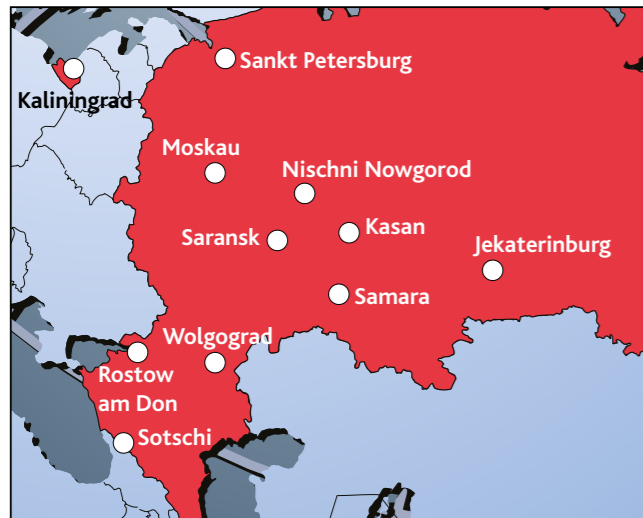 Sankt Petersburg
Kaliningrad
Moskau
Nischni Nowgorod
Saransk
Kasan
Jekaterinburg
Samara
Wolgograd
Rostow
am Don
Sotschi